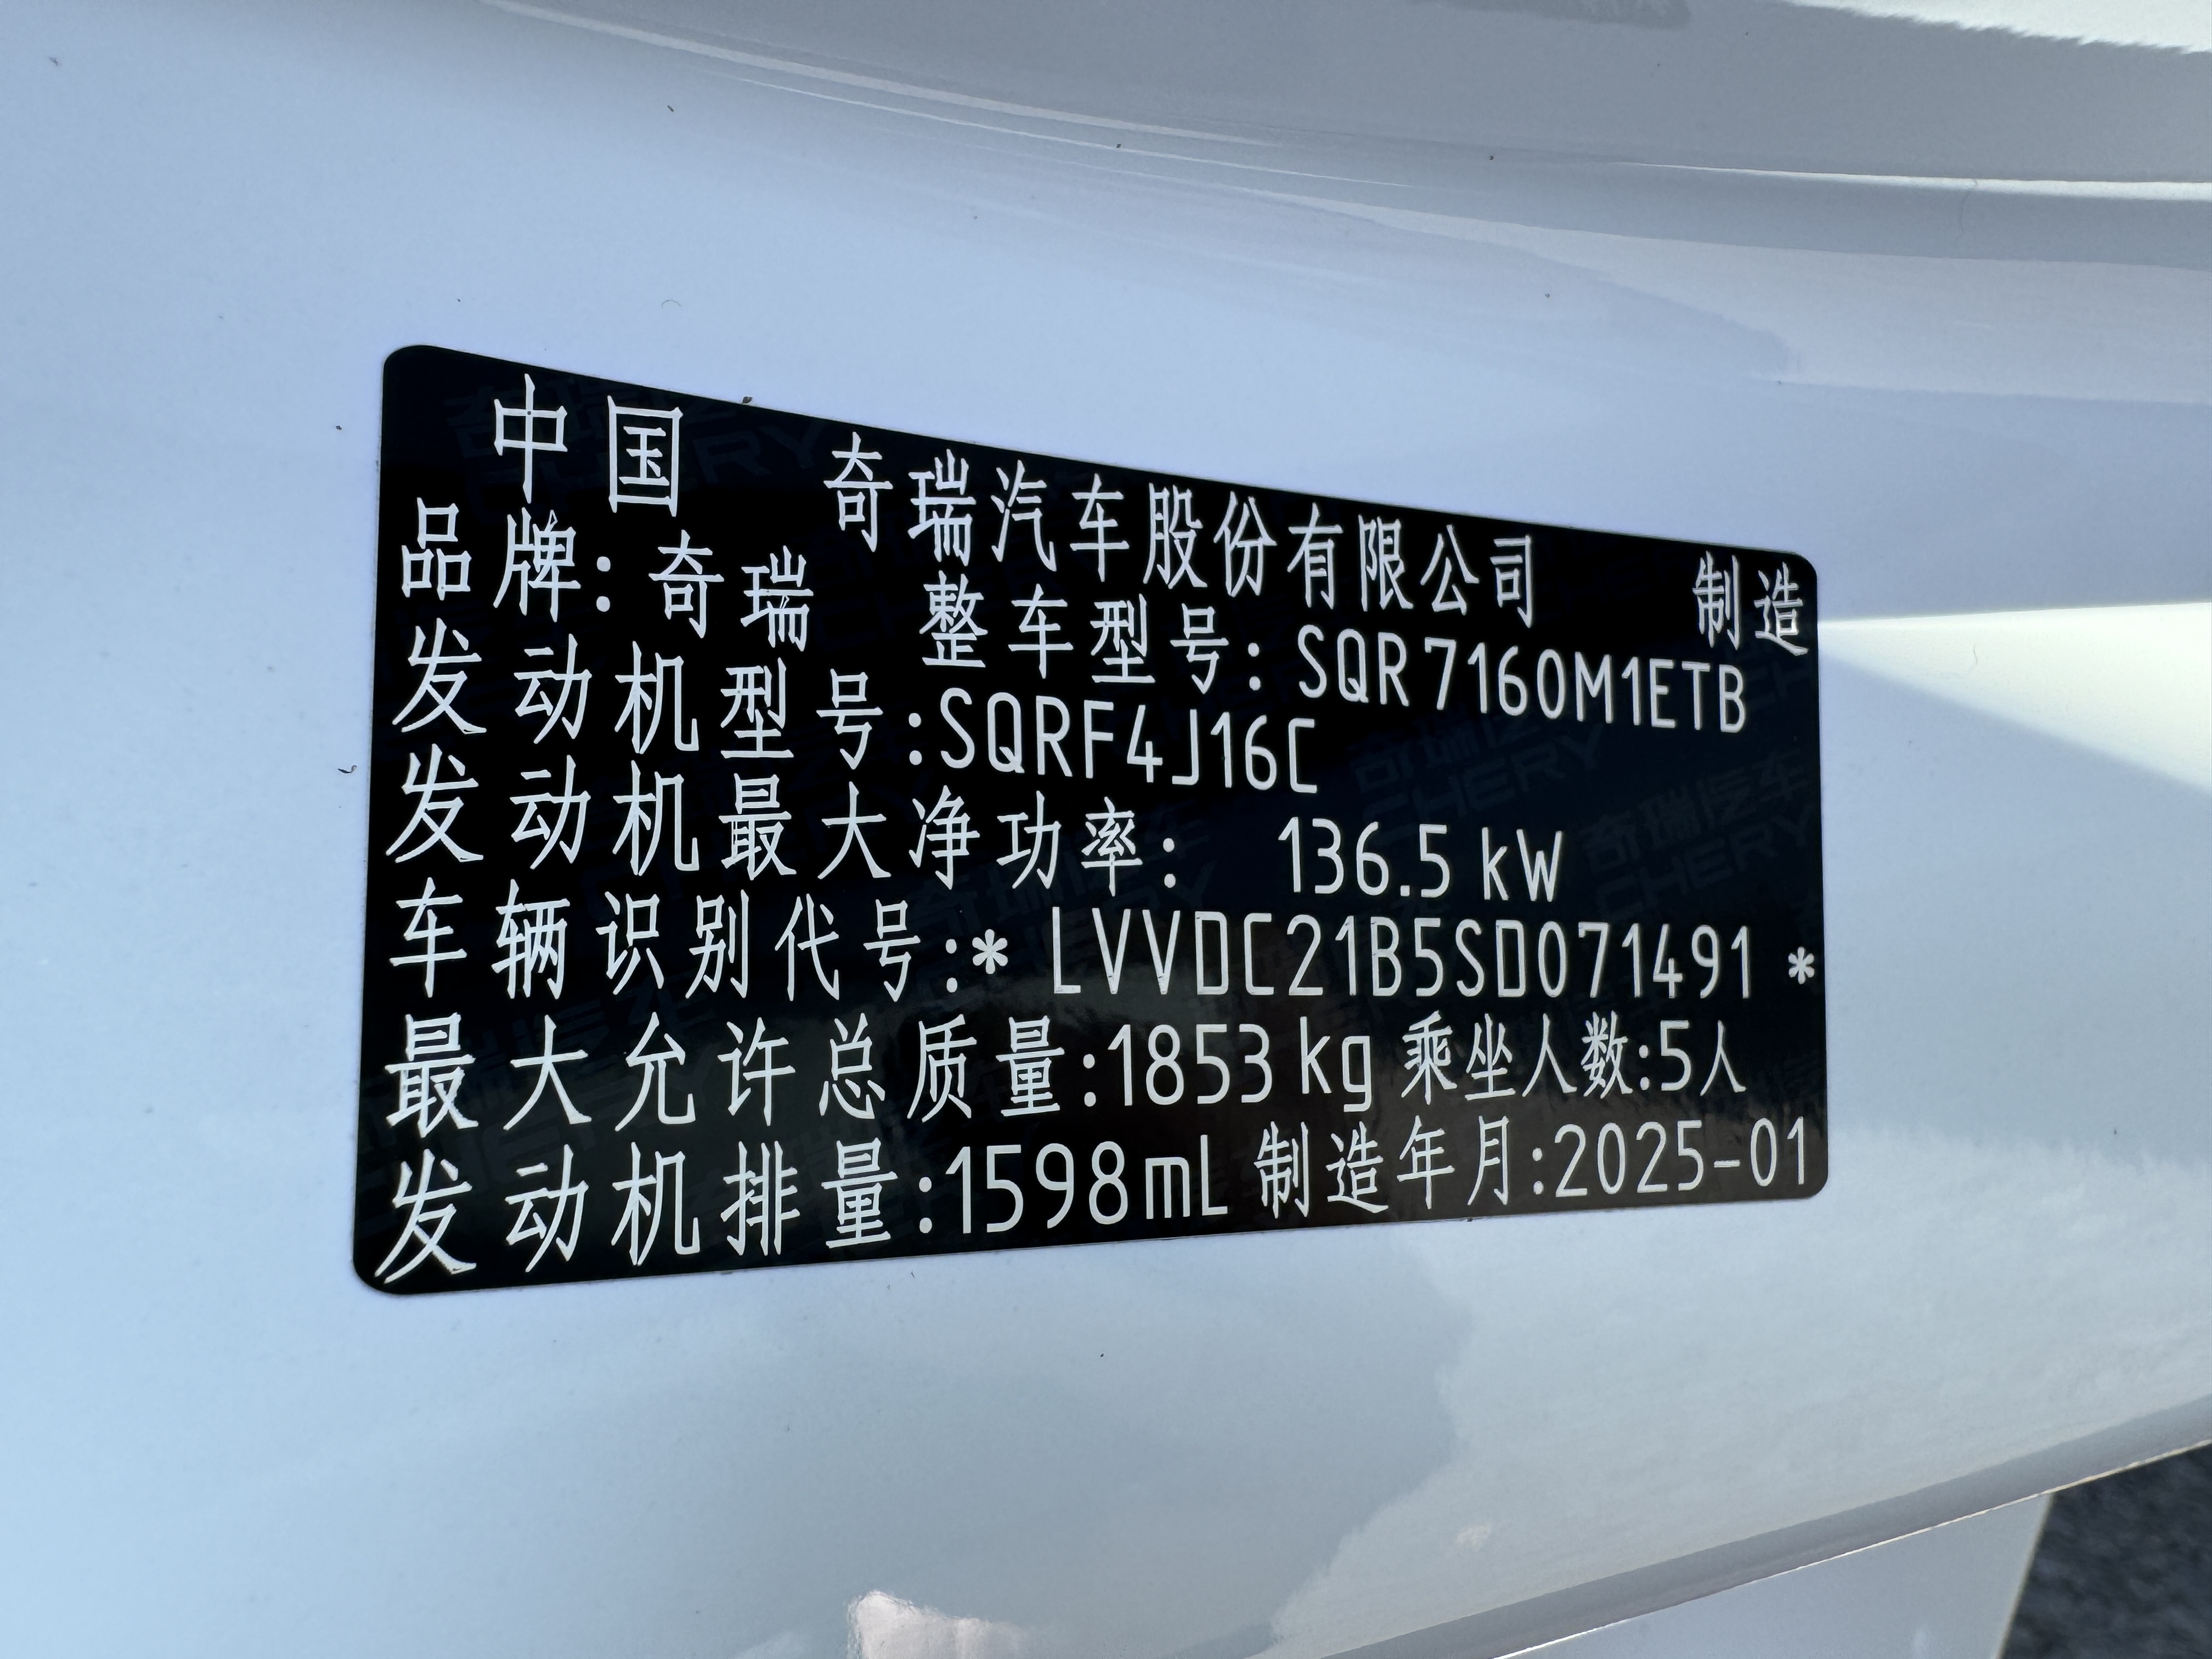 中国 奇瑞汽车股份有限公司 制造
品牌:奇瑞 整车型号:SQR7160M1ETB
发动机型号:SQRF4J16C
发动机最大净功率: 136.5 kW
车辆识别代号:* LVVDC21B5SD071491 *
最大允许总质量:1853kg 乘坐人数:5人
发动机排量:1598mL 制造年月:2025-01